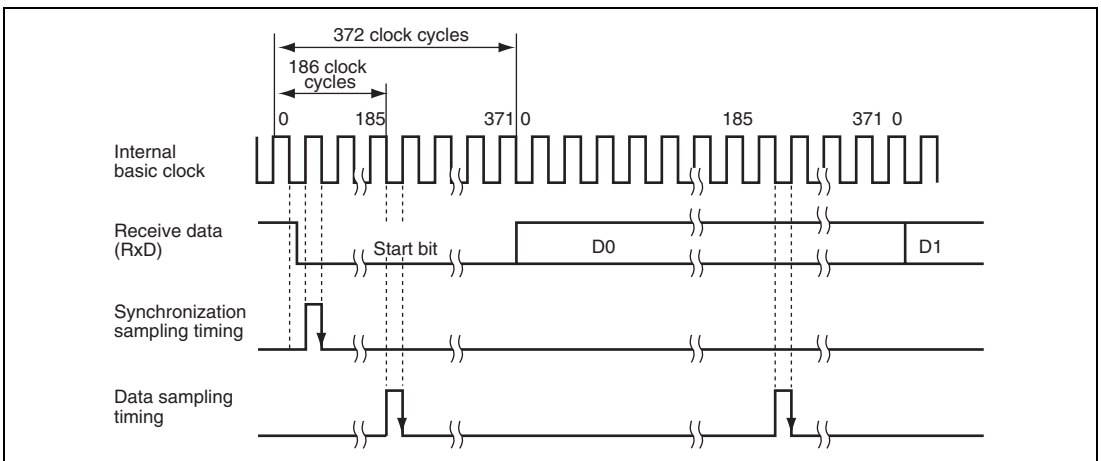 372 clock cycles
186 clock
cycles
0 185 371 0 185 371 0
Internal
basic clock
Receive data
(RxD)
Start bit D0 D1
Synchronization
sampling timing
Data sampling
timing